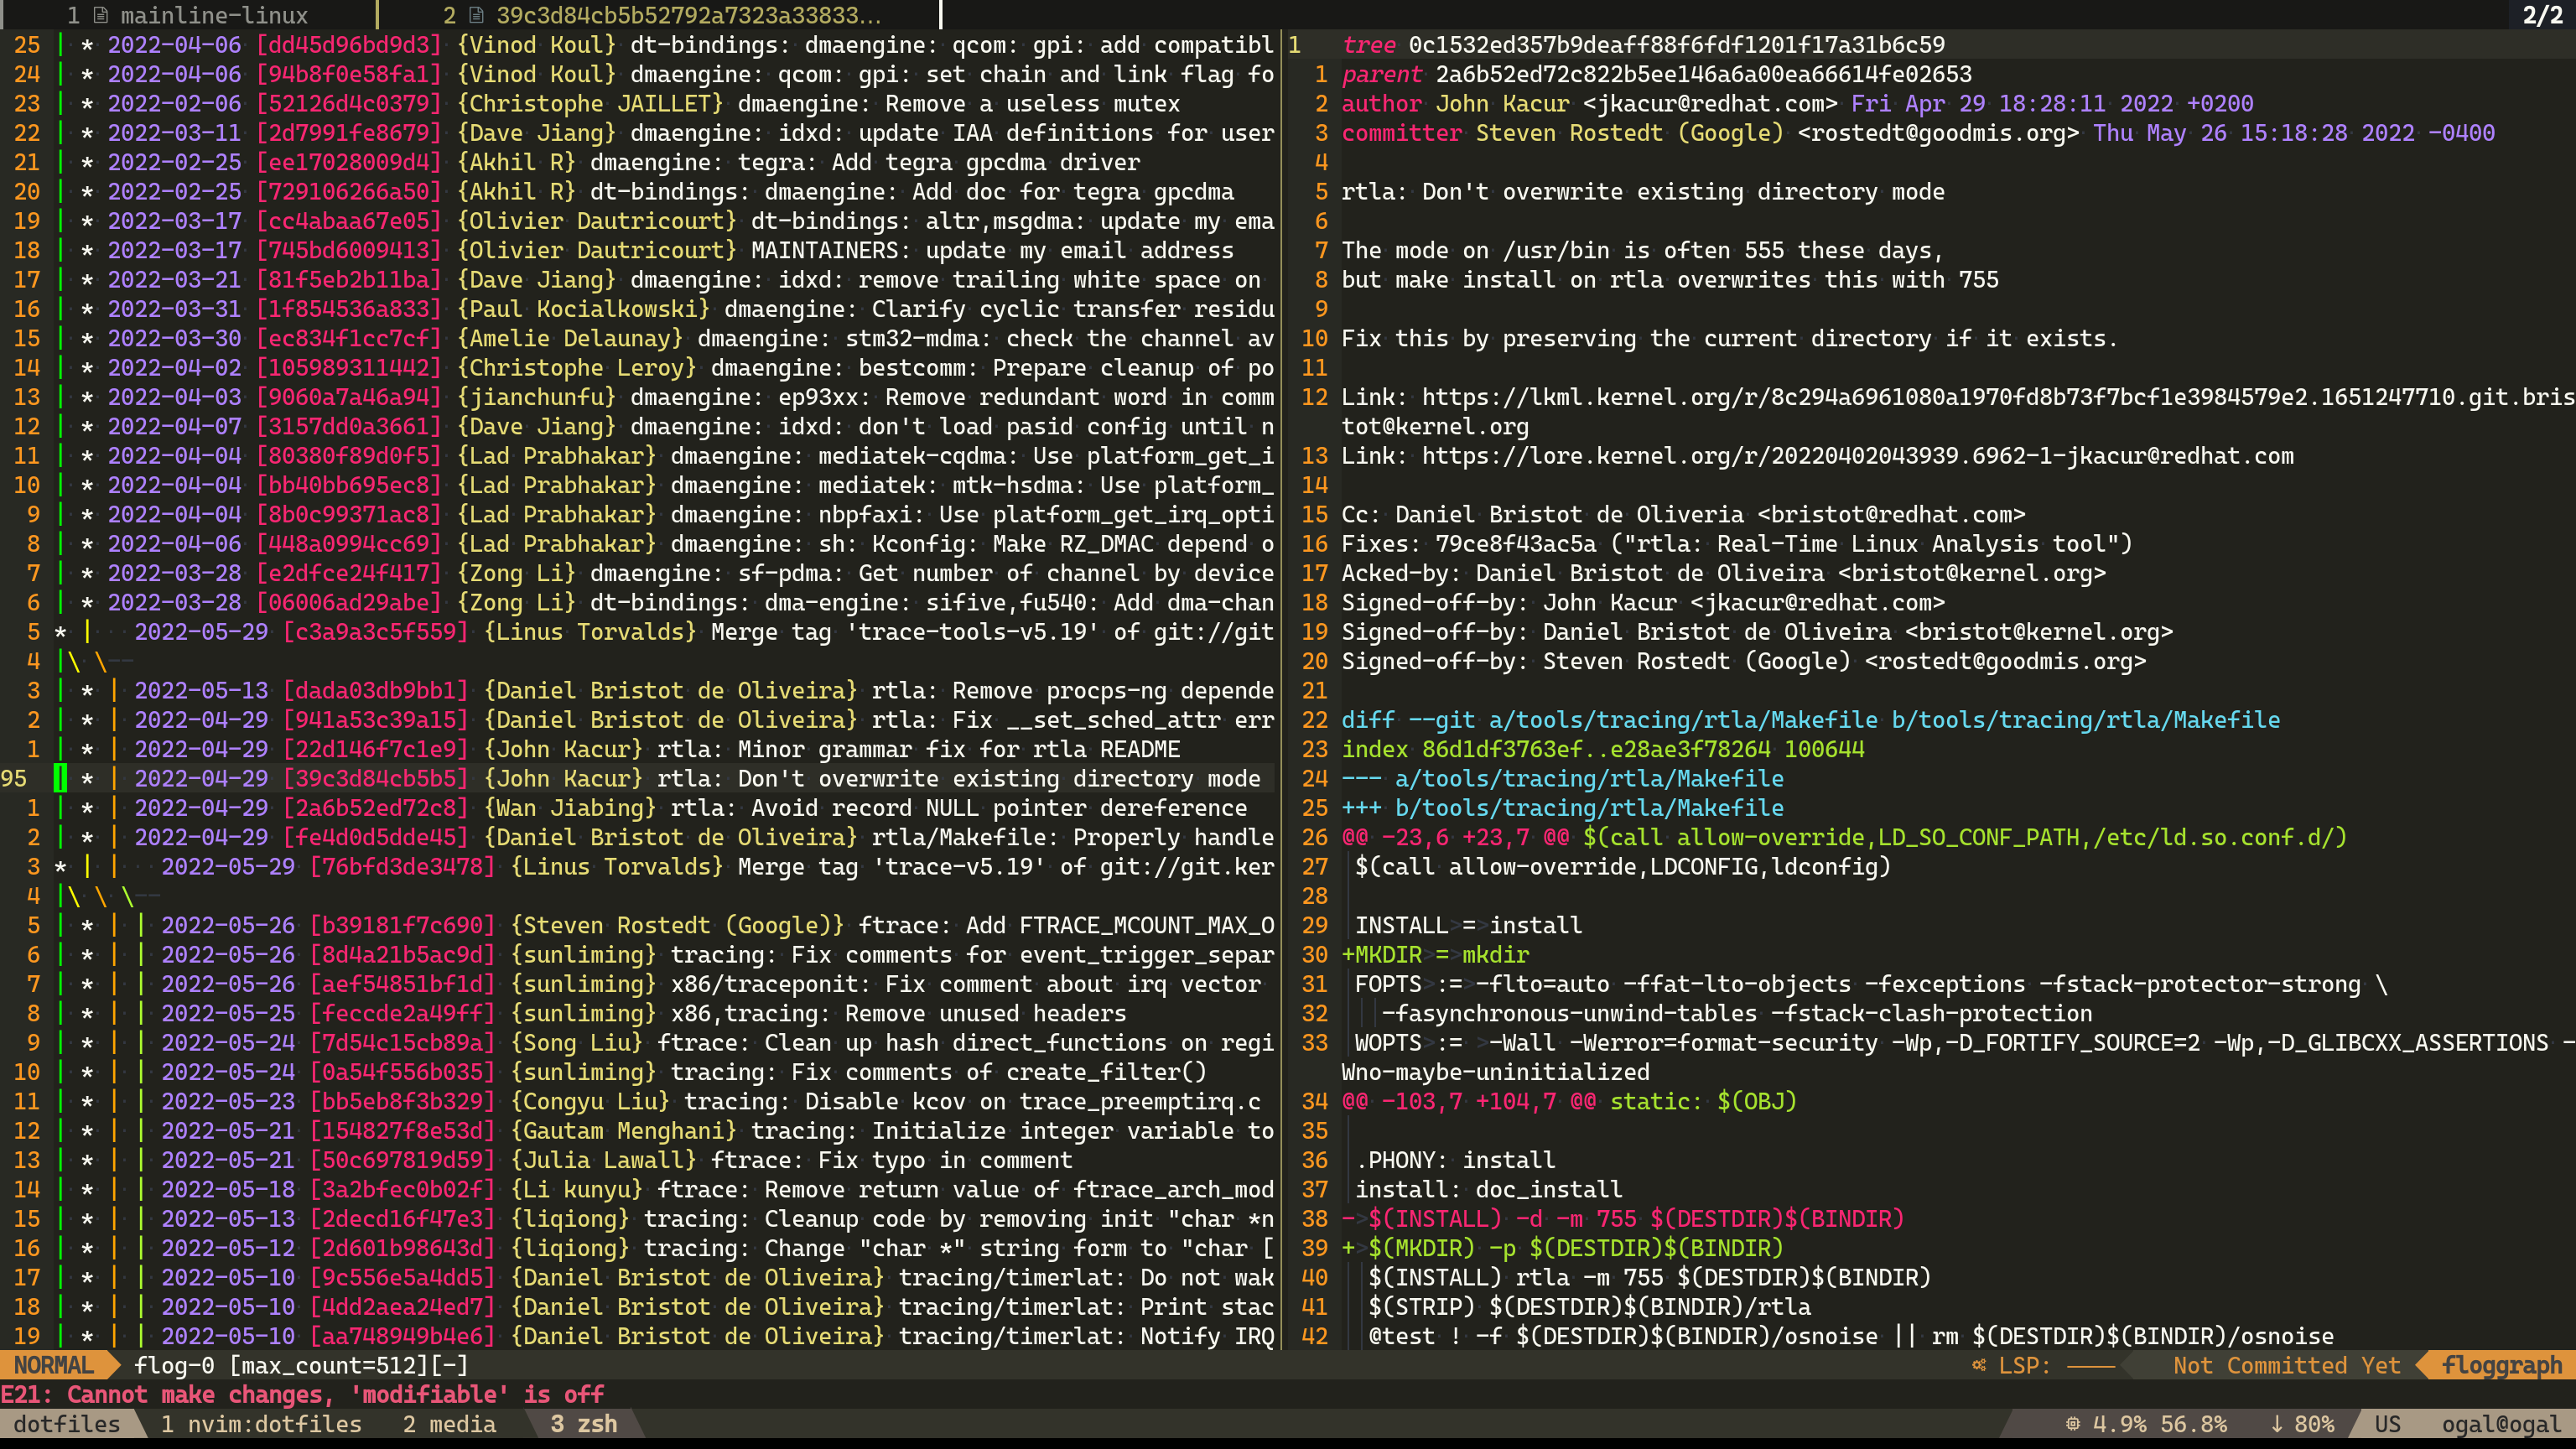 1 mainline-linux 2 39c3d84cb5b52792a7323a33833... 2/2
25 | * 2022-04-06 [dd45d96bd9d3] {Vinod Koul} dt-bindings: dmaengine: qcom: gpi: add compatibl
24 | * 2022-04-06 [94b8f0e58fa1] {Vinod Koul} dmaengine: qcom: gpi: set chain and link flag fo
23 | * 2022-02-06 [52126d4c0379] {Christophe JAILLET} dmaengine: Remove a useless mutex
22 | * 2022-03-11 [2d7991fe8679] {Dave Jiang} dmaengine: idxd: update IAA definitions for user
21 | * 2022-02-25 [ee17028009d4] {Akhil R} dmaengine: tegra: Add tegra gpcdma driver
20 | * 2022-02-25 [729106266a50] {Akhil R} dt-bindings: dmaengine: Add doc for tegra gpcdma
19 | * 2022-03-17 [cc4abaa67e05] {Olivier Dautricourt} dt-bindings: altr,msgdma: update my ema
18 | * 2022-03-17 [745bd6009413] {Olivier Dautricourt} MAINTAINERS: update my email address
17 | * 2022-03-21 [81f5eb2b11ba] {Dave Jiang} dmaengine: idxd: remove trailing white space on
16 | * 2022-03-31 [1f854536a833] {Paul Kocialkowski} dmaengine: Clarify cyclic transfer residu
15 | * 2022-03-30 [ec834f1cc7cf] {Amelie Delaunay} dmaengine: stm32-mdma: check the channel av
14 | * 2022-04-02 [105989311442] {Christophe Leroy} dmaengine: bestcomm: Prepare cleanup of po
13 | * 2022-04-03 [9060a7a46a94] {jianchunfu} dmaengine: ep93xx: Remove redundant word in comm
12 | * 2022-04-07 [3157dd0a3661] {Dave Jiang} dmaengine: idxd: don't load pasid config until n
11 | * 2022-04-04 [80380f89d0f5] {Lad Prabhakar} dmaengine: mediatek-cqdma: Use platform_get_i
10 | * 2022-04-04 [bb40bb695ec8] {Lad Prabhakar} dmaengine: mediatek: mtk-hsdma: Use platform_
9 | * 2022-04-04 [8b0c99371ac8] {Lad Prabhakar} dmaengine: nbpfaxi: Use platform_get_irq_opti
8 | * 2022-04-06 [448a0994cc69] {Lad Prabhakar} dmaengine: sh: Kconfig: Make RZ_DMAC depend o
7 | * 2022-03-28 [e2dfce24f417] {Zong Li} dmaengine: sf-pdma: Get number of channel by device
6 | * 2022-03-28 [06006ad29abe] {Zong Li} dt-bindings: dma-engine: sifive,fu540: Add dma-chan
5 * | 2022-05-29 [c3a9a3c5f559] {Linus Torvalds} Merge tag 'trace-tools-v5.19' of git://git
4 |\ \--
3 | * | 2022-05-13 [dada03db9bb1] {Daniel Bristot de Oliveira} rtla: Remove procps-ng depende
2 | * | 2022-04-29 [941a53c39a15] {Daniel Bristot de Oliveira} rtla: Fix __set_sched_attr err
1 | * | 2022-04-29 [22d146f7c1e9] {John Kacur} rtla: Minor grammar fix for rtla README
95 | * | 2022-04-29 [39c3d84cb5b5] {John Kacur} rtla: Don't overwrite existing directory mode
1 | * | 2022-04-29 [2a6b52ed72c8] {Wan Jiabing} rtla: Avoid record NULL pointer dereference
2 | * | 2022-04-29 [fe4d0d5dde45] {Daniel Bristot de Oliveira} rtla/Makefile: Properly handle
3 * | | 2022-05-29 [76bfd3de3478] {Linus Torvalds} Merge tag 'trace-v5.19' of git://git.ker
4 |\ \ \--
5 | * | | 2022-05-26 [b39181f7c690] {Steven Rostedt (Google)} ftrace: Add FTRACE_MCOUNT_MAX_O
6 | * | | 2022-05-26 [8d4a21b5ac9d] {sunliming} tracing: Fix comments for event_trigger_separ
7 | * | | 2022-05-26 [aef54851bf1d] {sunliming} x86/traceponit: Fix comment about irq vector
8 | * | | 2022-05-25 [feccde2a49ff] {sunliming} x86,tracing: Remove unused headers
9 | * | | 2022-05-24 [7d54c15cb89a] {Song Liu} ftrace: Clean up hash direct_functions on regi
10 | * | | 2022-05-24 [0a54f556b035] {sunliming} tracing: Fix comments of create_filter()
11 | * | | 2022-05-23 [bb5eb8f3b329] {Congyu Liu} tracing: Disable kcov on trace_preemptirq.c
12 | * | | 2022-05-21 [154827f8e53d] {Gautam Menghani} tracing: Initialize integer variable to
13 | * | | 2022-05-21 [50c697819d59] {Julia Lawall} ftrace: Fix typo in comment
14 | * | | 2022-05-18 [3a2bfec0b02f] {Li kunyu} ftrace: Remove return value of ftrace_arch_mod
15 | * | | 2022-05-13 [2decd16f47e3] {liqiong} tracing: Cleanup code by removing init "char *n
16 | * | | 2022-05-12 [2d601b98643d] {liqiong} tracing: Change "char *" string form to "char [
17 | * | | 2022-05-10 [9c556e5a4dd5] {Daniel Bristot de Oliveira} tracing/timerlat: Do not wak
18 | * | | 2022-05-10 [4dd2aea24ed7] {Daniel Bristot de Oliveira} tracing/timerlat: Print stac
19 | * | | 2022-05-10 [aa748949b4e6] {Daniel Bristot de Oliveira} tracing/timerlat: Notify IRQ
1 tree 0c1532ed357b9deaff88f6fdf1201f17a31b6c59
1 parent 2a6b52ed72c822b5ee146a6a00ea66614fe02653
2 author John Kacur <jkacur@redhat.com> Fri Apr 29 18:28:11 2022 +0200
3 committer Steven Rostedt (Google) <rostedt@goodmis.org> Thu May 26 15:18:28 2022 -0400
4
5 rtla: Don't overwrite existing directory mode
6
7 The mode on /usr/bin is often 555 these days,
8 but make install on rtla overwrites this with 755
9
10 Fix this by preserving the current directory if it exists.
11
12 Link: https://lkml.kernel.org/r/8c294a6961080a1970fd8b73f7bcf1e3984579e2.1651247710.git.bris
tot@kernel.org
13 Link: https://lore.kernel.org/r/20220402043939.6962-1-jkacur@redhat.com
14
15 Cc: Daniel Bristot de Oliveria <bristot@redhat.com>
16 Fixes: 79ce8f43ac5a ("rtla: Real-Time Linux Analysis tool")
17 Acked-by: Daniel Bristot de Oliveira <bristot@kernel.org>
18 Signed-off-by: John Kacur <jkacur@redhat.com>
19 Signed-off-by: Daniel Bristot de Oliveira <bristot@kernel.org>
20 Signed-off-by: Steven Rostedt (Google) <rostedt@goodmis.org>
21
22 diff --git a/tools/tracing/rtla/Makefile b/tools/tracing/rtla/Makefile
23 index 86d1df3763ef..e28ae3f78264 100644
24 --- a/tools/tracing/rtla/Makefile
25 +++ b/tools/tracing/rtla/Makefile
26 @@ -23,6 +23,7 @@ $(call allow-override,LD_SO_CONF_PATH,/etc/ld.so.conf.d/)
27 $(call allow-override,LDCONFIG,ldconfig)
28
29 INSTALL>=>install
30 +MKDIR>=>mkdir
31 FOPTS>:=>-flto=auto -ffat-lto-objects -fexceptions -fstack-protector-strong \
32 -fasynchronous-unwind-tables -fstack-clash-protection
33 WOPTS>:= >-Wall -Werror=format-security -Wp,-D_FORTIFY_SOURCE=2 -Wp,-D_GLIBCXX_ASSERTIONS -
Wno-maybe-uninitialized
34 @@ -103,7 +104,7 @@ static: $(OBJ)
35
36 .PHONY: install
37 install: doc_install
38 ->$(INSTALL) -d -m 755 $(DESTDIR)$(BINDIR)
39 +>$(MKDIR) -p $(DESTDIR)$(BINDIR)
40 $(INSTALL) rtla -m 755 $(DESTDIR)$(BINDIR)
41 $(STRIP) $(DESTDIR)$(BINDIR)/rtla
42 @test ! -f $(DESTDIR)$(BINDIR)/osnoise || rm $(DESTDIR)$(BINDIR)/osnoise
NORMAL flog-0 [max_count=512][-] LSP: ---- Not Committed Yet floggraph
E21: Cannot make changes, 'modifiable' is off
dotfiles 1 nvim:dotfiles 2 media 3 zsh 4.9% 56.8% ↓ 80% US ogal@ogal